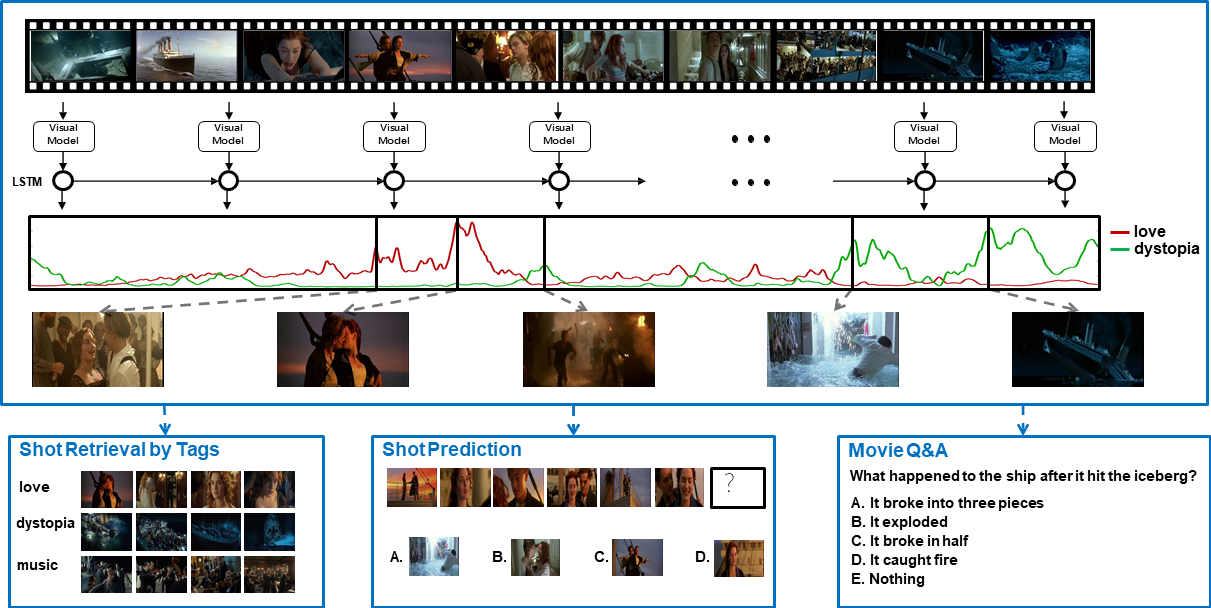 Visual
Model
Visual
Model
Visual
Model
Visual
Model
Visual
Model
Visual
Model
LSTM
love
dystopia
Shot Retrieval by Tags
love
dystopia
music
Shot Prediction
?
A.
B.
C.
D.
Movie Q&A
What happened to the ship after it hit the iceberg?
A. It broke into three pieces
B. It exploded
C. It broke in half
D. It caught fire
E. Nothing